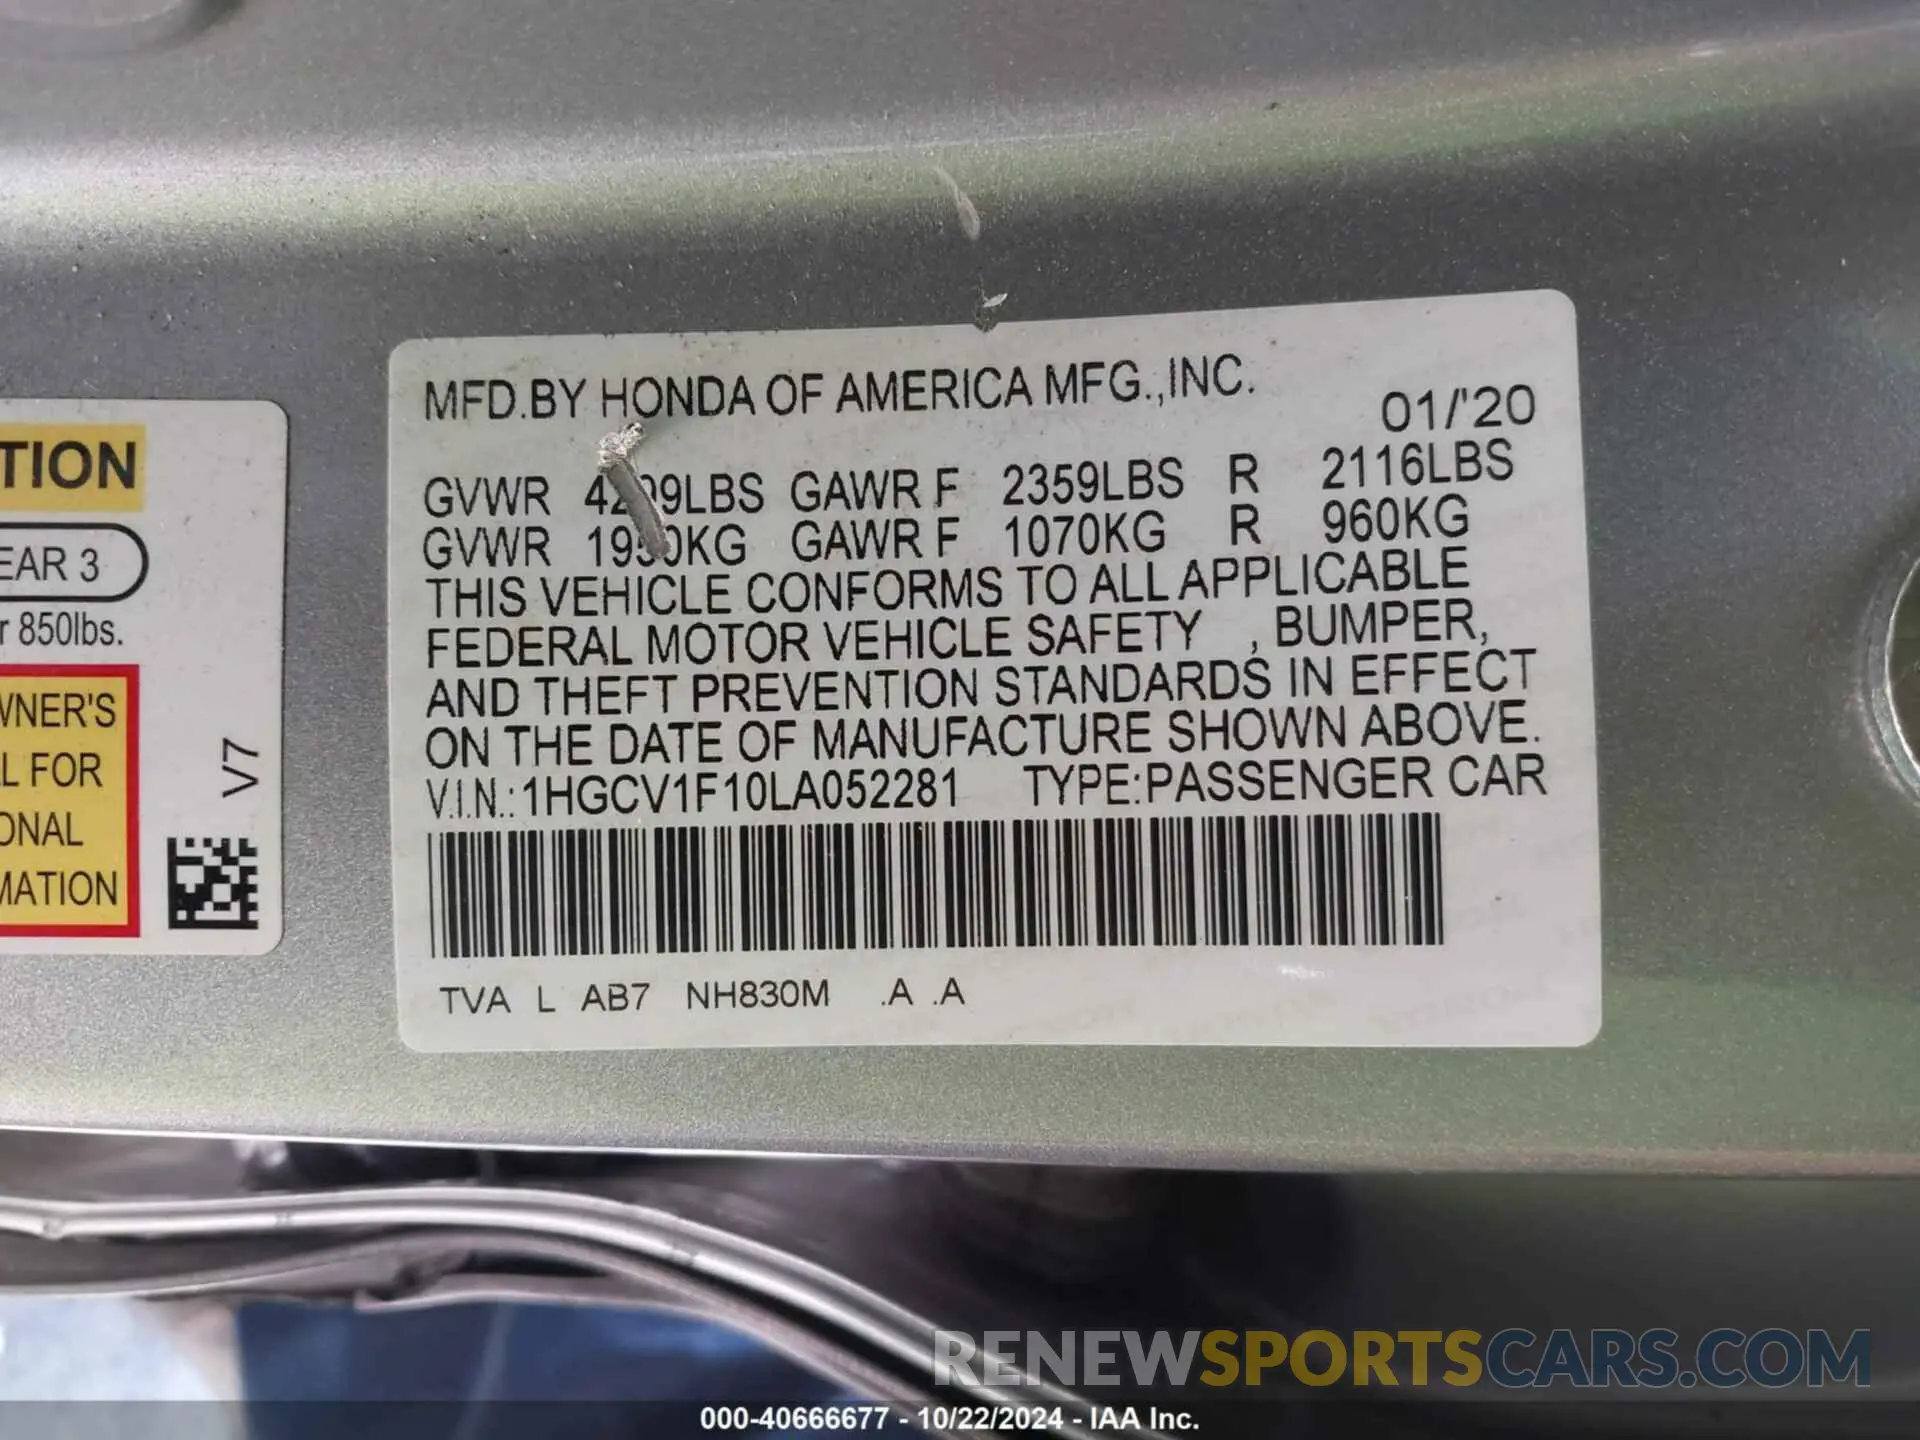 MFD.BY HONDA OF AMERICA MFG.,INC.
01/'20
GVWR LBS GAWR F 2359LBS R 2116LBS
GVWR KG GAWR F 1070KG R 960KG
THIS VEHICLE CONFORMS TO ALL APPLICABLE
FEDERAL MOTOR VEHICLE SAFETY , BUMPER,
AND THEFT PREVENTION STANDARDS IN EFFECT
ON THE DATE OF MANUFACTURE SHOWN ABOVE.
V.I.N.:1HGCV1F10LA052281 TYPE:PASSENGER CAR
TVA L AB7 NH830M .A .A
TION
EAR 3
r 850lbs.
WNER'S
L FOR
ONAL
MATION
V7
RENEWSPORTSCARS.COM
000-40666677 - 10/22/2024 - IAA Inc.